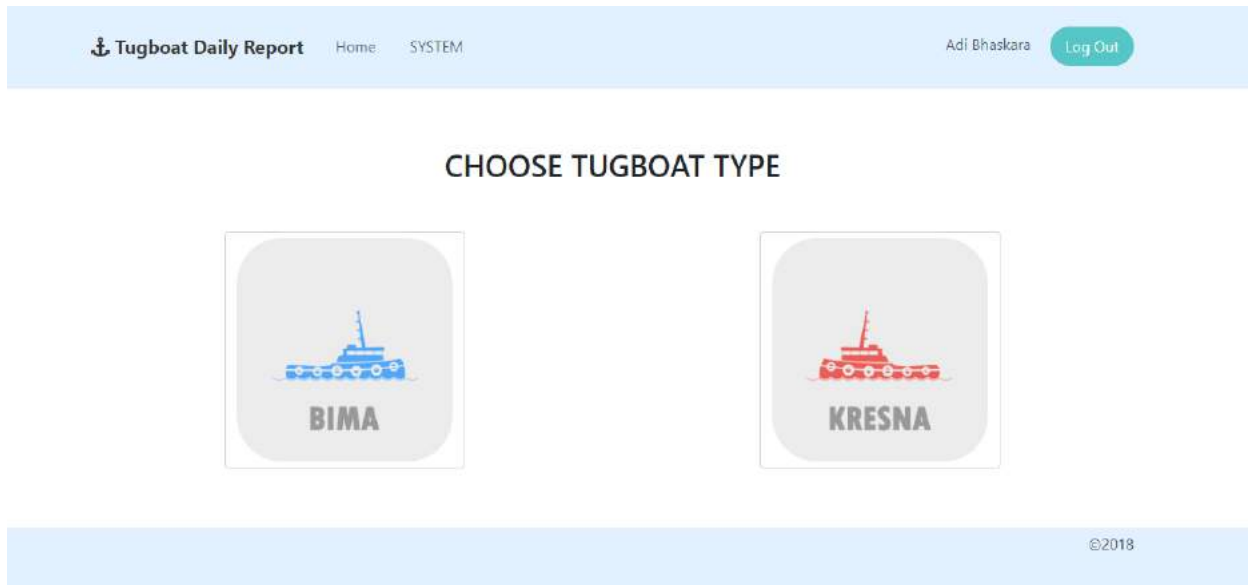 Tugboat Daily Report Home SYSTEM Adi Bhaskara Log Out
CHOOSE TUGBOAT TYPE
BIMA KRESNA
©2018